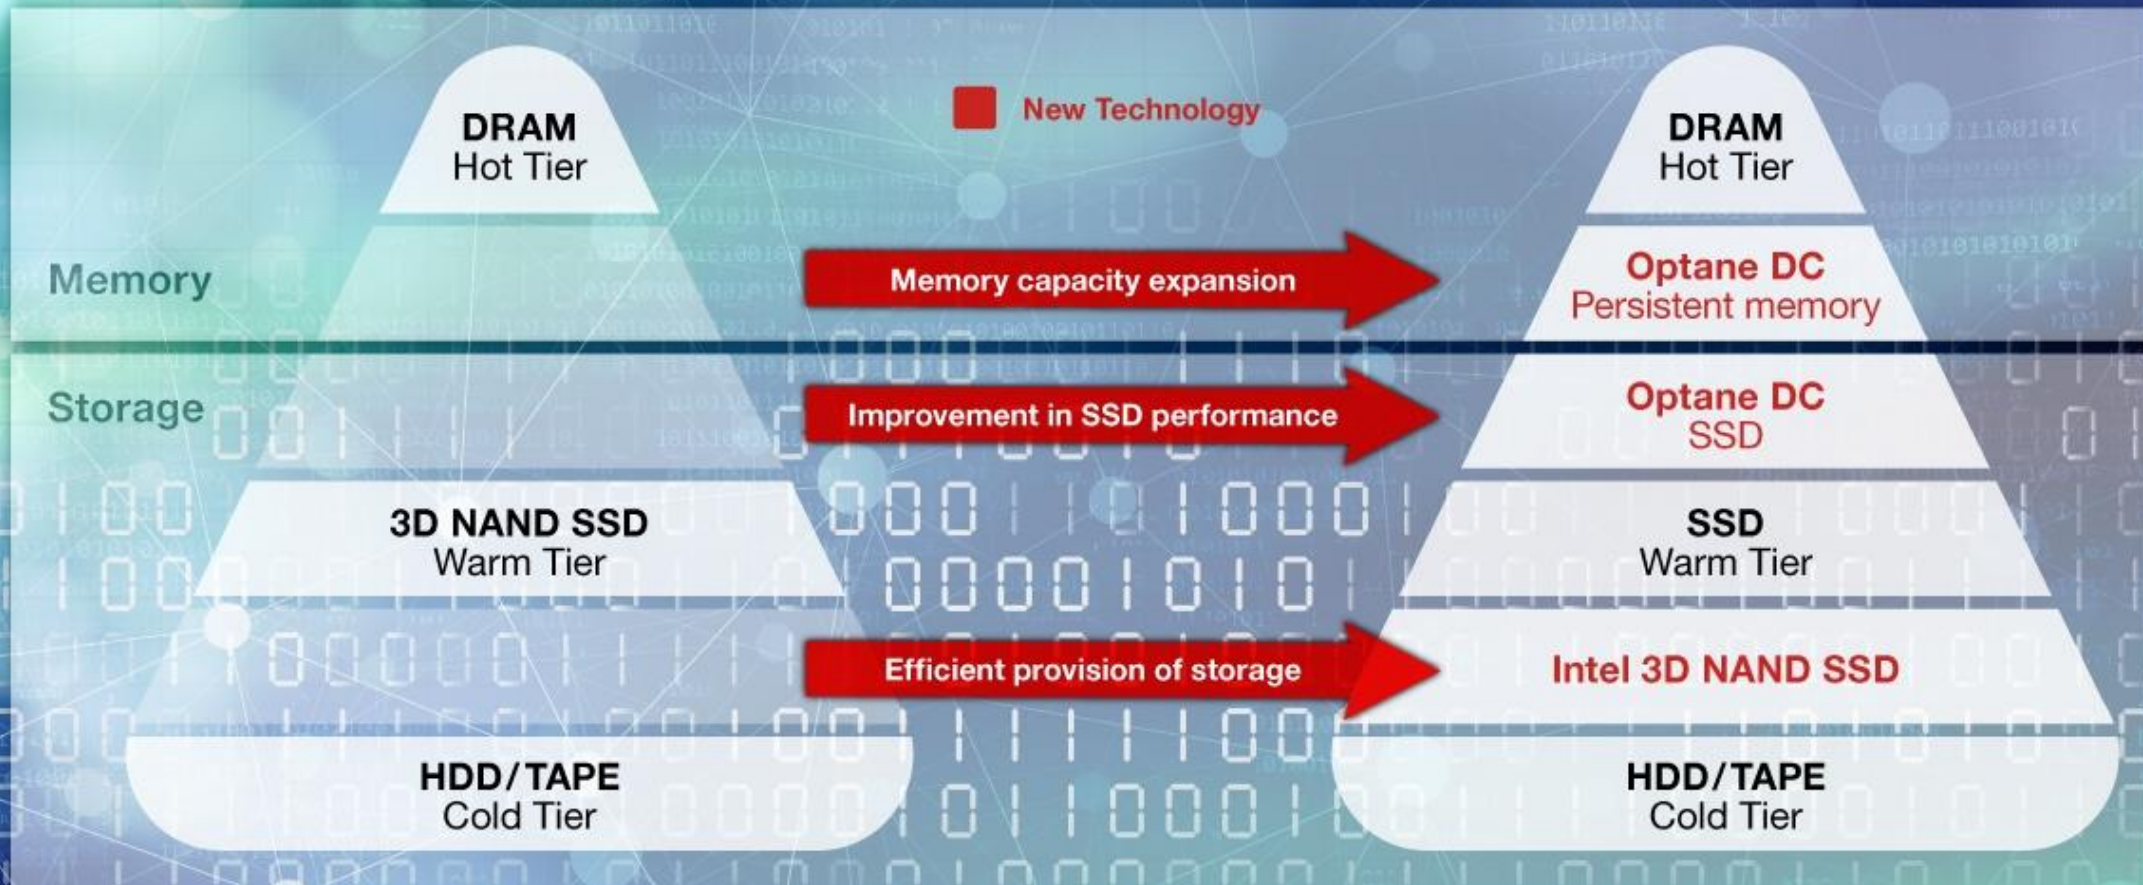 DRAM
Hot Tier
New Technology
DRAM
Hot Tier
Memory
Memory capacity expansion
Optane DC
Persistent memory
Storage
Improvement in SSD performance
Optane DC
SSD
3D NAND SSD
Warm Tier
SSD
Warm Tier
Efficient provision of storage
Intel 3D NAND SSD
HDD/TAPE
Cold Tier
HDD/TAPE
Cold Tier